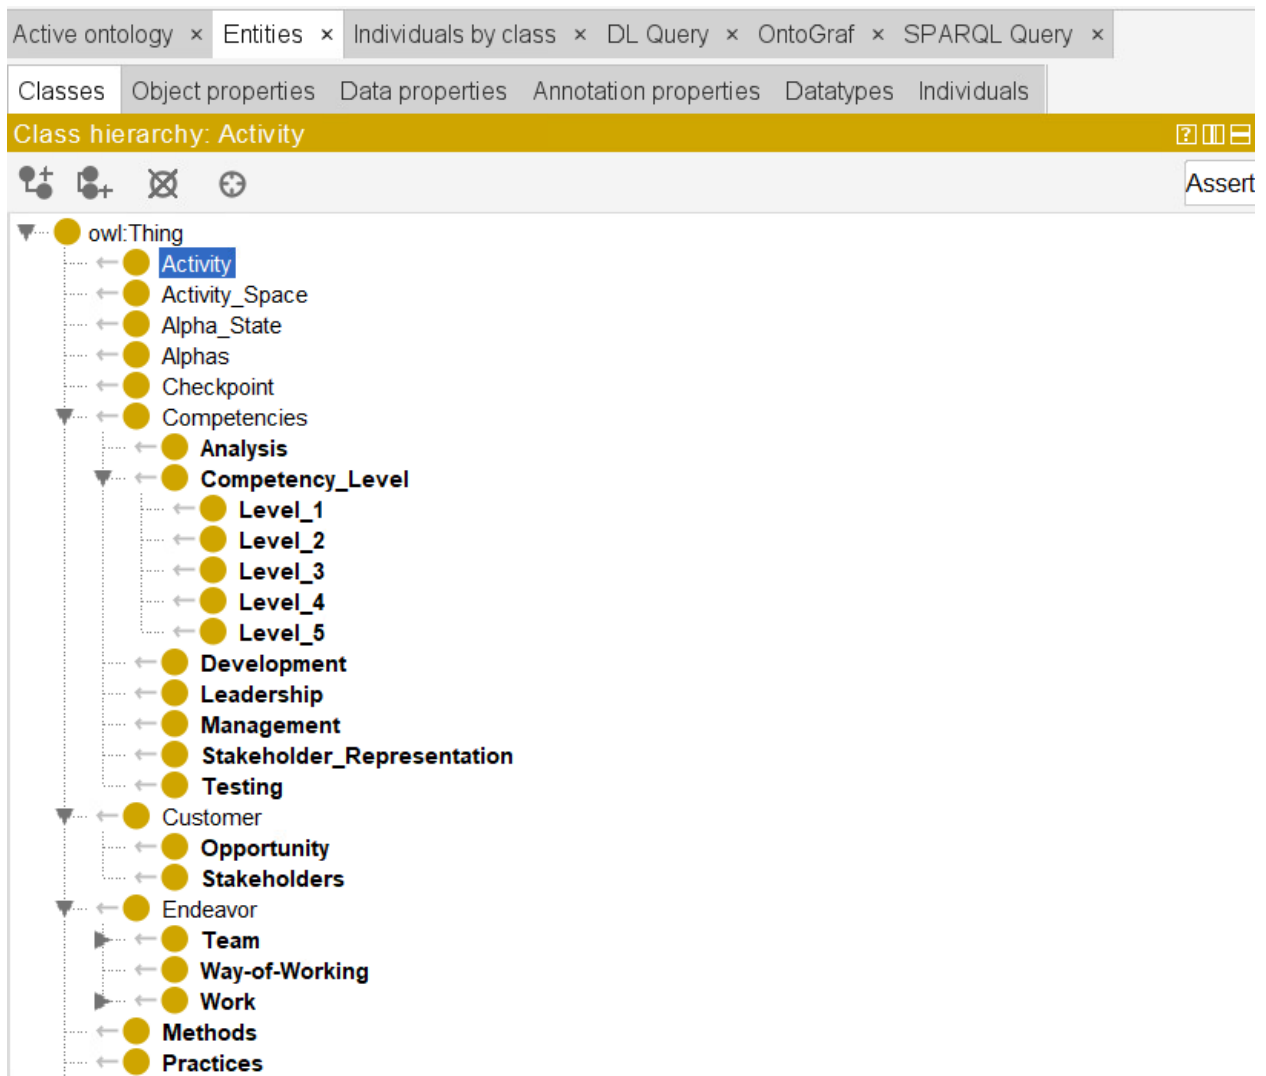 Active ontology × Entities × Individuals by class × DL Query × OntoGraf × SPARQL Query ×
Classes Object properties Data properties Annotation properties Datatypes Individuals
Class hierarchy: Activity
Assert
owl:Thing
Activity
Activity_Space
Alpha_State
Alphas
Checkpoint
Competencies
Analysis
Competency_Level
Level_1
Level_2
Level_3
Level_4
Level_5
Development
Leadership
Management
Stakeholder_Representation
Testing
Customer
Opportunity
Stakeholders
Endeavor
Team
Way-of-Working
Work
Methods
Practices